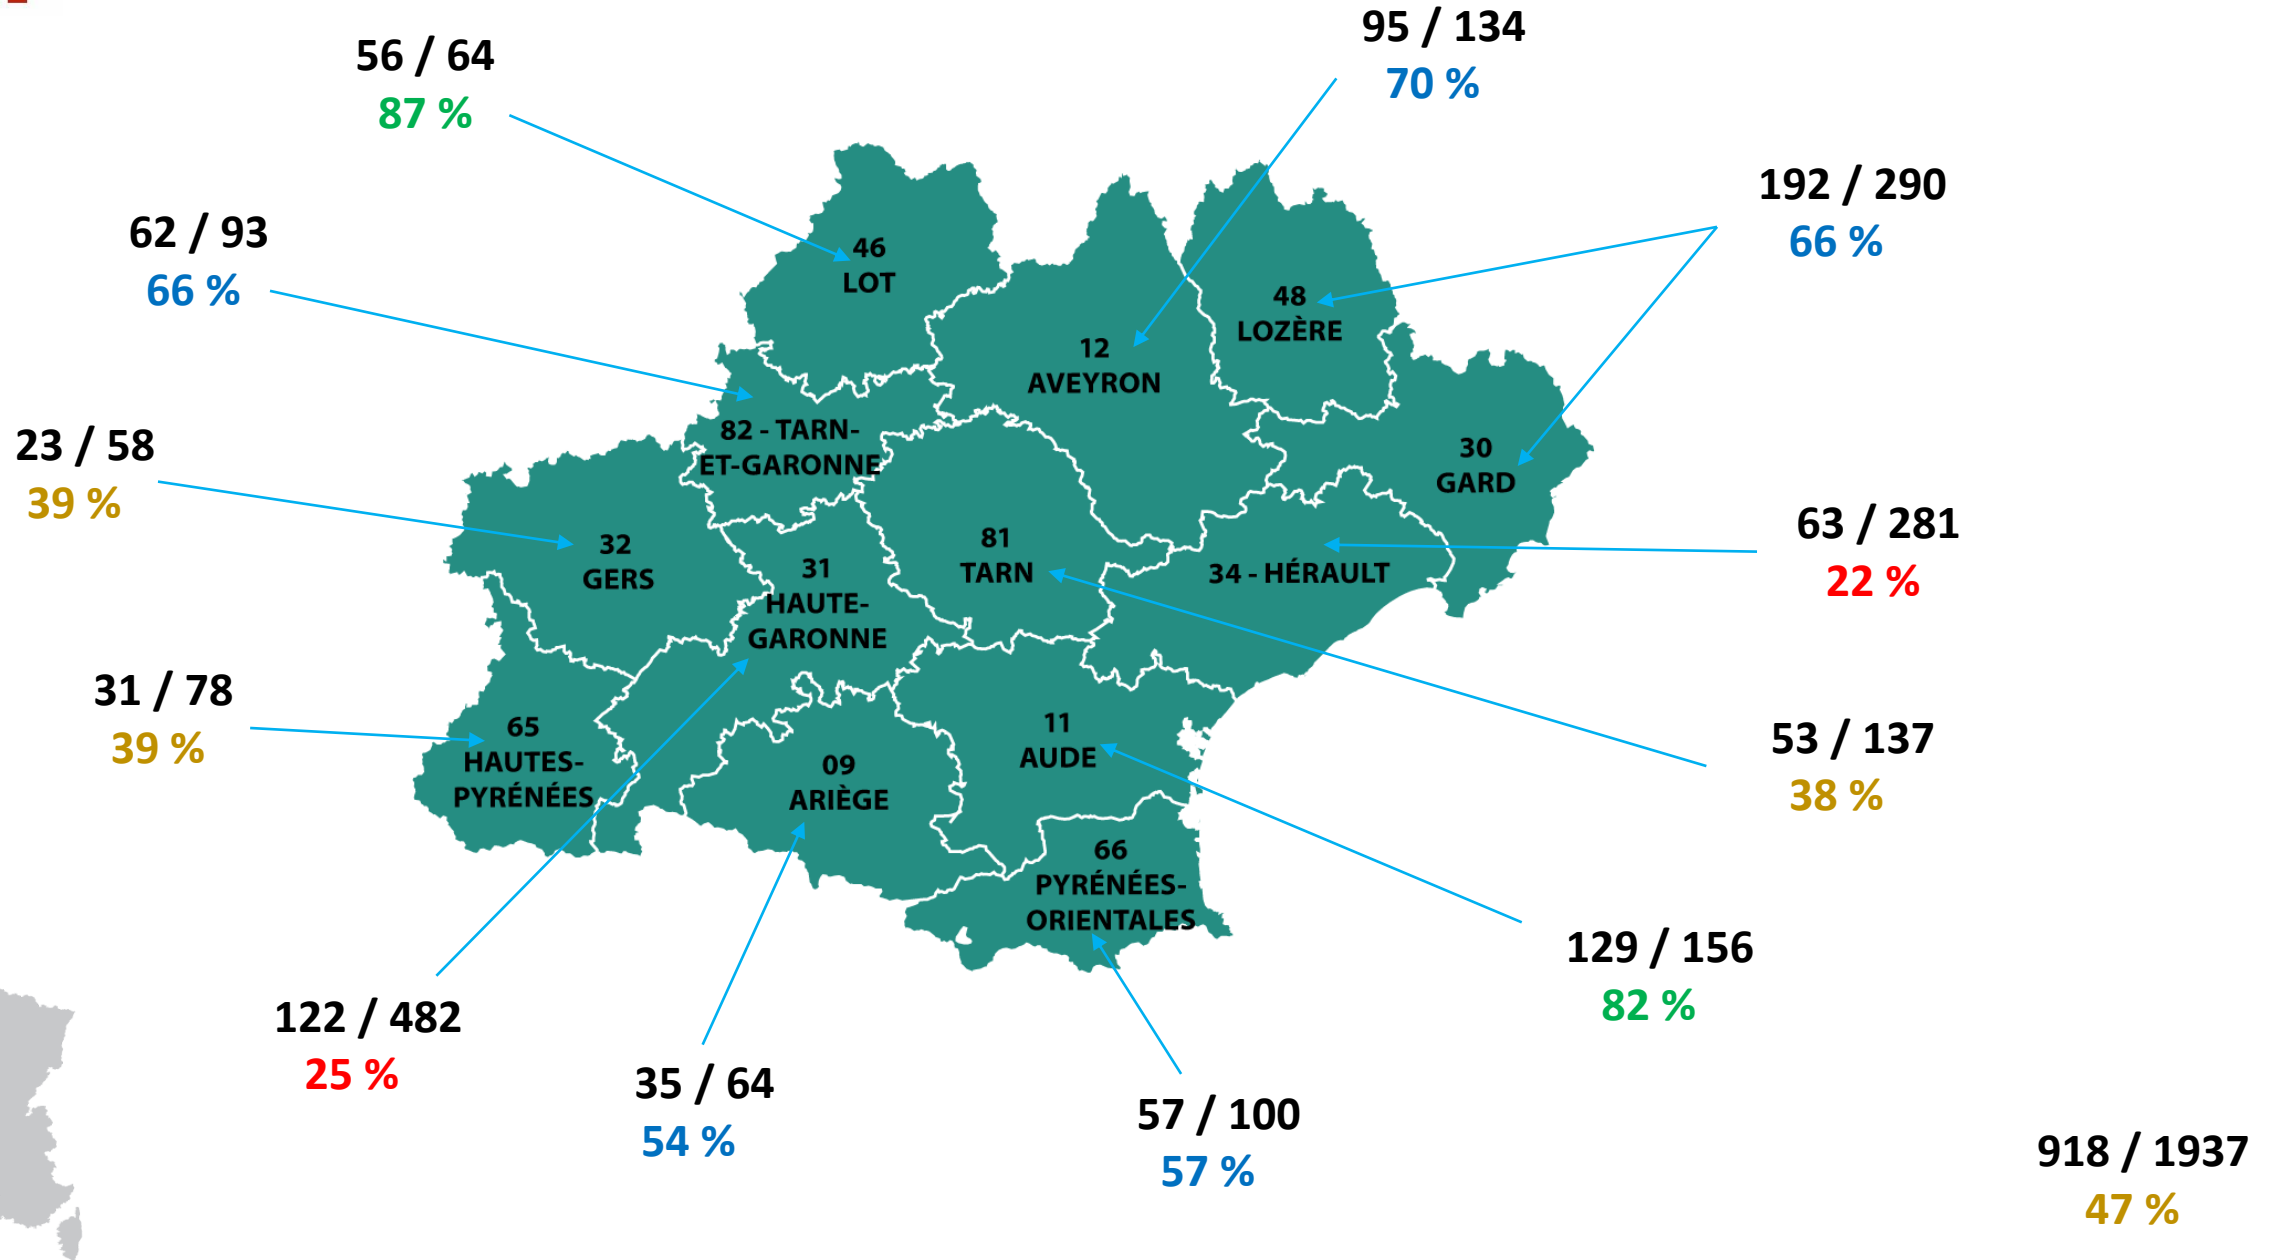 95 / 134
70 %
56 / 64
87 %
192 / 290
66 %
62 / 93
66 %
46
LOT
48
LOZÈRE
12
AVEYRON
82 - TARN-
ET-GARONNE
30
GARD
23 / 58
39 %
63 / 281
22 %
32
GERS
81
TARN
34 - HÉRAULT
31
HAUTE-
GARONNE
31 / 78
39 %
65
HAUTES-
PYRÉNÉES
11
AUDE
09
ARIÈGE
53 / 137
38 %
66
PYRÉNÉES-
ORIENTALES
129 / 156
82 %
122 / 482
25 %
35 / 64
54 %
57 / 100
57 %
918 / 1937
47 %